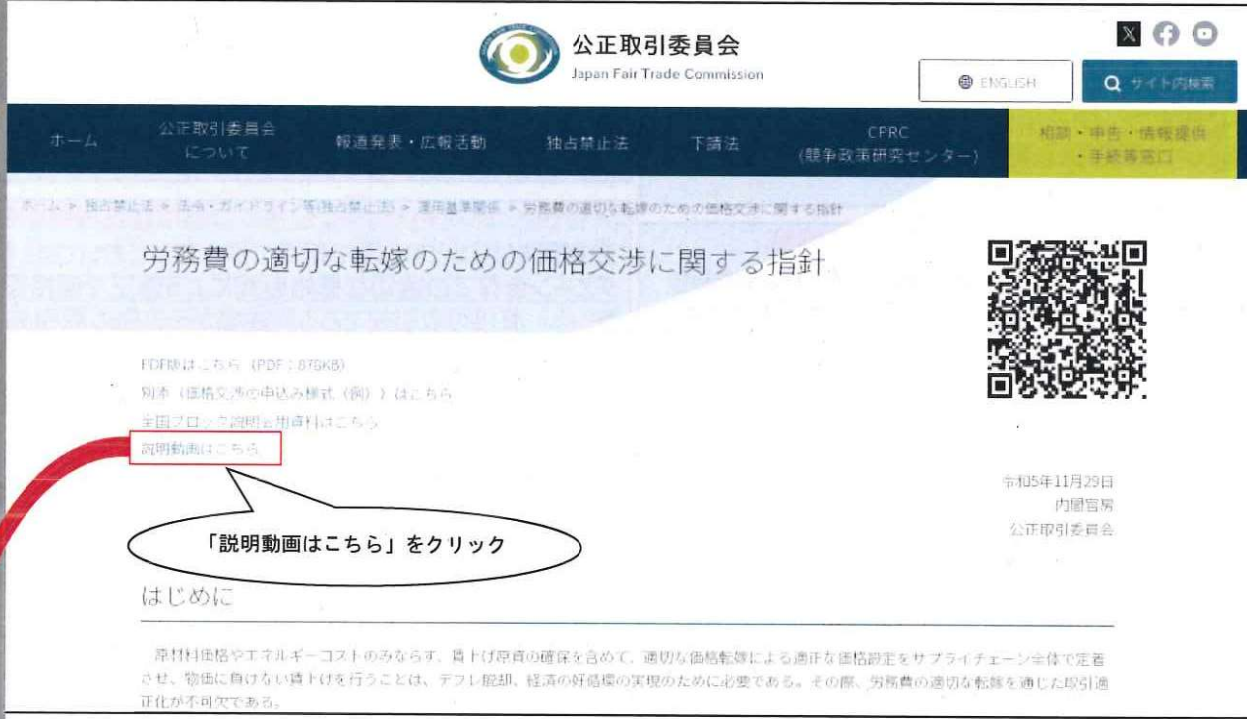 公正取引委員会
Japan Fair Trade Commission
ENGLISH
サイト内検索
ホーム
公正取引委員会
について
報道発表・広報活動
独占禁止法
下請法
CPRC
(競争政策研究センター)
相談・申告・情報提供
・手続等窓口
ホーム > 独占禁止法 > 法令・ガイドライン等(独占禁止法) > 運用基準関係 > 労務費の適切な転嫁のための価格交渉に関する指針
労務費の適切な転嫁のための価格交渉に関する指針
PDF版はこちら (PDF:878KB)
別添(価格交渉の申込み様式(例))はこちら
全国ブロック説明会用資料はこちら
説明動画はこちら
令和5年11月29日
内閣官房
公正取引委員会
「説明動画はこちら」をクリック
はじめに
原材料価格やエネルギーコストのみならず、賃上げ原資の確保を含めて、適切な価格転嫁による適正な価格設定をサプライチェーン全体で定着
させ、物価に負けない賃上げを行うことは、デフレ脱却、経済の好循環の実現のために必要である。その際、労務費の適切な転嫁を通じた取引適
正化が不可欠である。